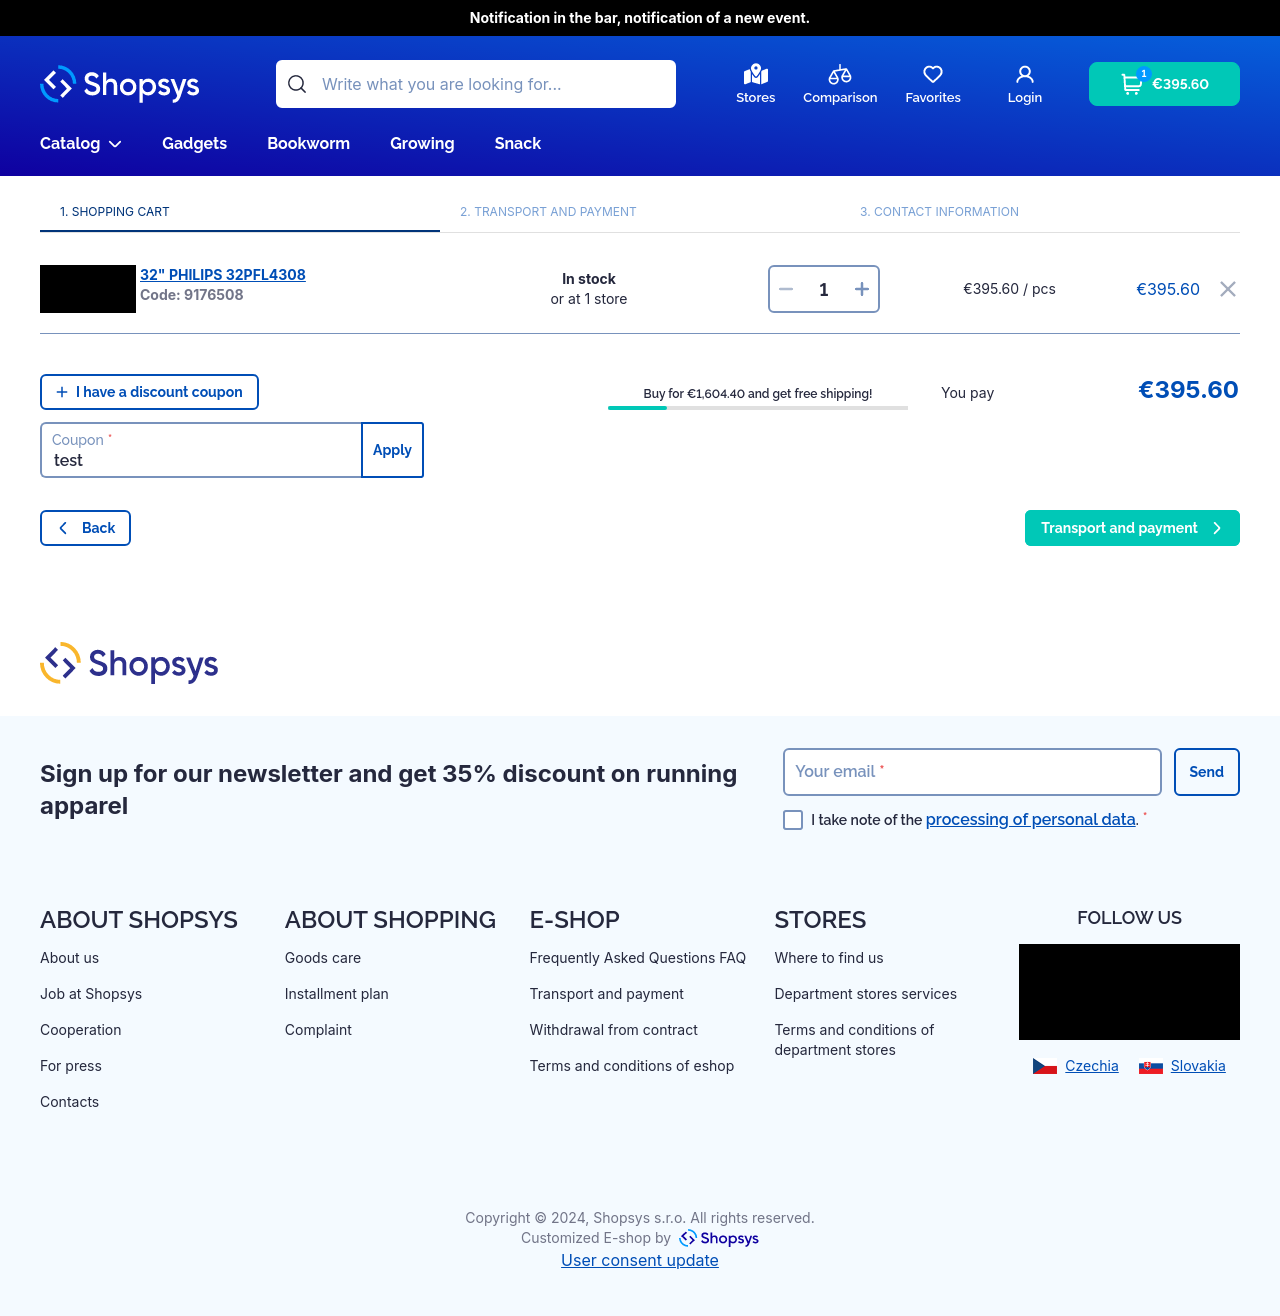 Notification in the bar, notification of a new event.
Shopsys
Write what you are looking for...
Stores
Comparison
Favorites
Login
1
€395.60
Catalog
Gadgets
Bookworm
Growing
Snack
1. SHOPPING CART
2. TRANSPORT AND PAYMENT
3. CONTACT INFORMATION
32" PHILIPS 32PFL4308
Code: 9176508
In stock
or at 1 store
1
€395.60 / pcs
€395.60
I have a discount coupon
Buy for €1,604.40 and get free shipping!
You pay
€395.60
Coupon *
test
Apply
Back
Transport and payment
Shopsys
Sign up for our newsletter and get 35% discount on running
apparel
Your email *
Send
I take note of the processing of personal data. *
ABOUT SHOPSYS
About us
Job at Shopsys
Cooperation
For press
Contacts
ABOUT SHOPPING
Goods care
Installment plan
Complaint
E-SHOP
Frequently Asked Questions FAQ
Transport and payment
Withdrawal from contract
Terms and conditions of eshop
STORES
Where to find us
Department stores services
Terms and conditions of
department stores
FOLLOW US
Czechia
Slovakia
Copyright © 2024, Shopsys s.r.o. All rights reserved.
Customized E-shop by Shopsys
User consent update